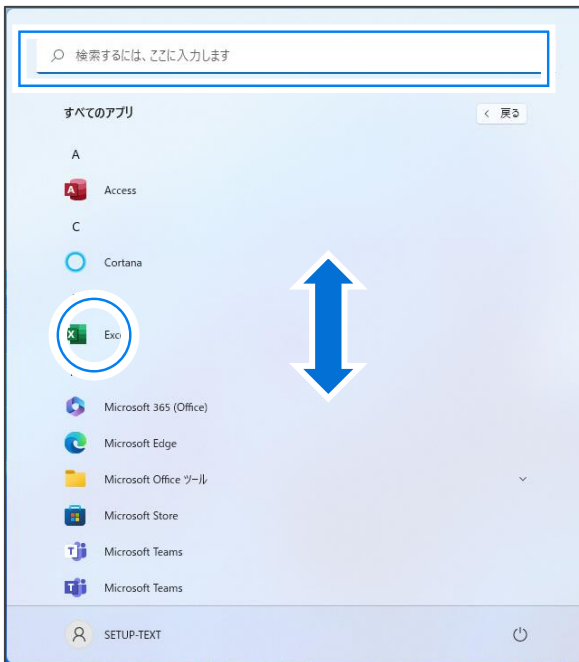 検索するには、ここに入力します
すべてのアプリ
< 戻る
A
Access
C
Cortana
Microsoft 365 (Office)
Microsoft Edge
Microsoft Office ツール
Microsoft Store
Microsoft Teams
Microsoft Teams
SETUP-TEXT